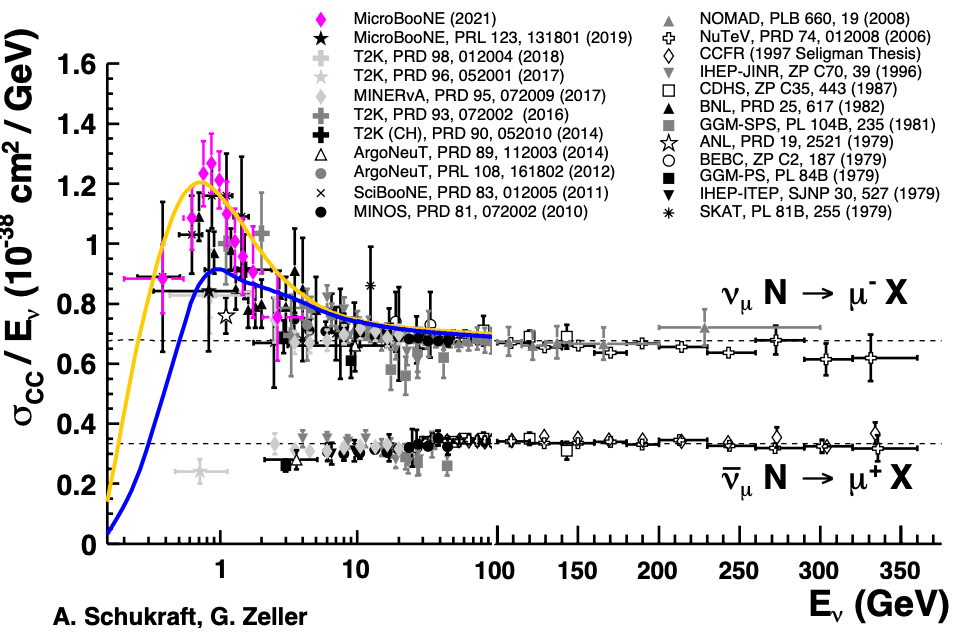 MicroBooNE (2021)
MicroBooNE, PRL 123, 131801 (2019)
T2K, PRD 98, 012004 (2018)
T2K, PRD 96, 052001 (2017)
MINERvA, PRD 95, 072009 (2017)
T2K, PRD 93, 072002 (2016)
T2K (CH), PRD 90, 052010 (2014)
ArgoNeuT, PRD 89, 112003 (2014)
ArgoNeuT, PRL 108, 161802 (2012)
SciBooNE, PRD 83, 012005 (2011)
MINOS, PRD 81, 072002 (2010)
NOMAD, PLB 660, 19 (2008)
NuTeV, PRD 74, 012008 (2006)
CCFR (1997 Seligman Thesis)
IHEP-JINR, ZP C70, 39 (1996)
CDHS, ZP C35, 443 (1987)
BNL, PRD 25, 617 (1982)
GGM-SPS, PL 104B, 235 (1981)
ANL, PRD 19, 2521 (1979)
BEBC, ZP C2, 187 (1979)
GGM-PS, PL 84B (1979)
IHEP-ITEP, SJNP 30, 527 (1979)
SKAT, PL 81B, 255 (1979)
σCC / Eν (10⁻³⁸ cm² / GeV)
1.6
1.4
1.2
1
0.8
0.6
0.4
0.2
0
νμ N → μ⁻ X
ν̄μ N → μ⁺ X
1 10 100 150 200 250 300 350
Eν (GeV)
A. Schukraft, G. Zeller